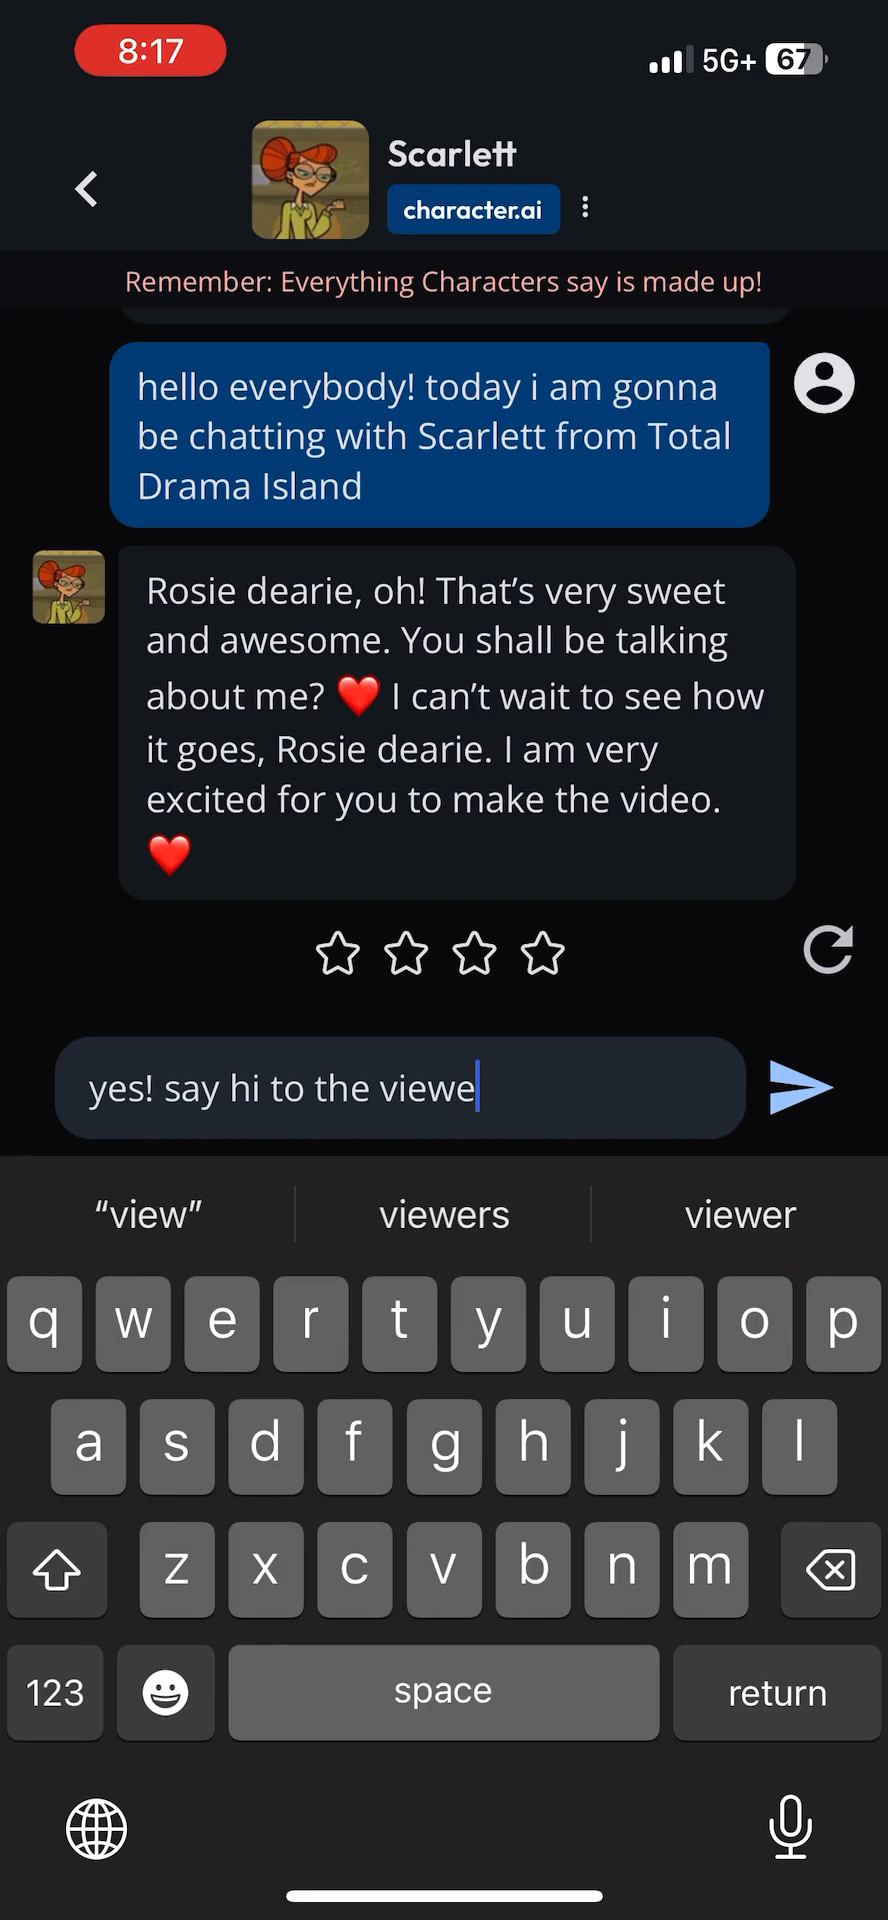 8:17
5G+ 67
Scarlett
character.ai
Remember: Everything Characters say is made up!
hello everybody! today i am gonna
be chatting with Scarlett from Total
Drama Island
Rosie dearie, oh! That’s very sweet
and awesome. You shall be talking
about me? ❤️ I can’t wait to see how
it goes, Rosie dearie. I am very
excited for you to make the video.
❤️
yes! say hi to the viewe
“view” viewers viewer
q w e r t y u i o p
a s d f g h j k l
z x c v b n m
123 space return